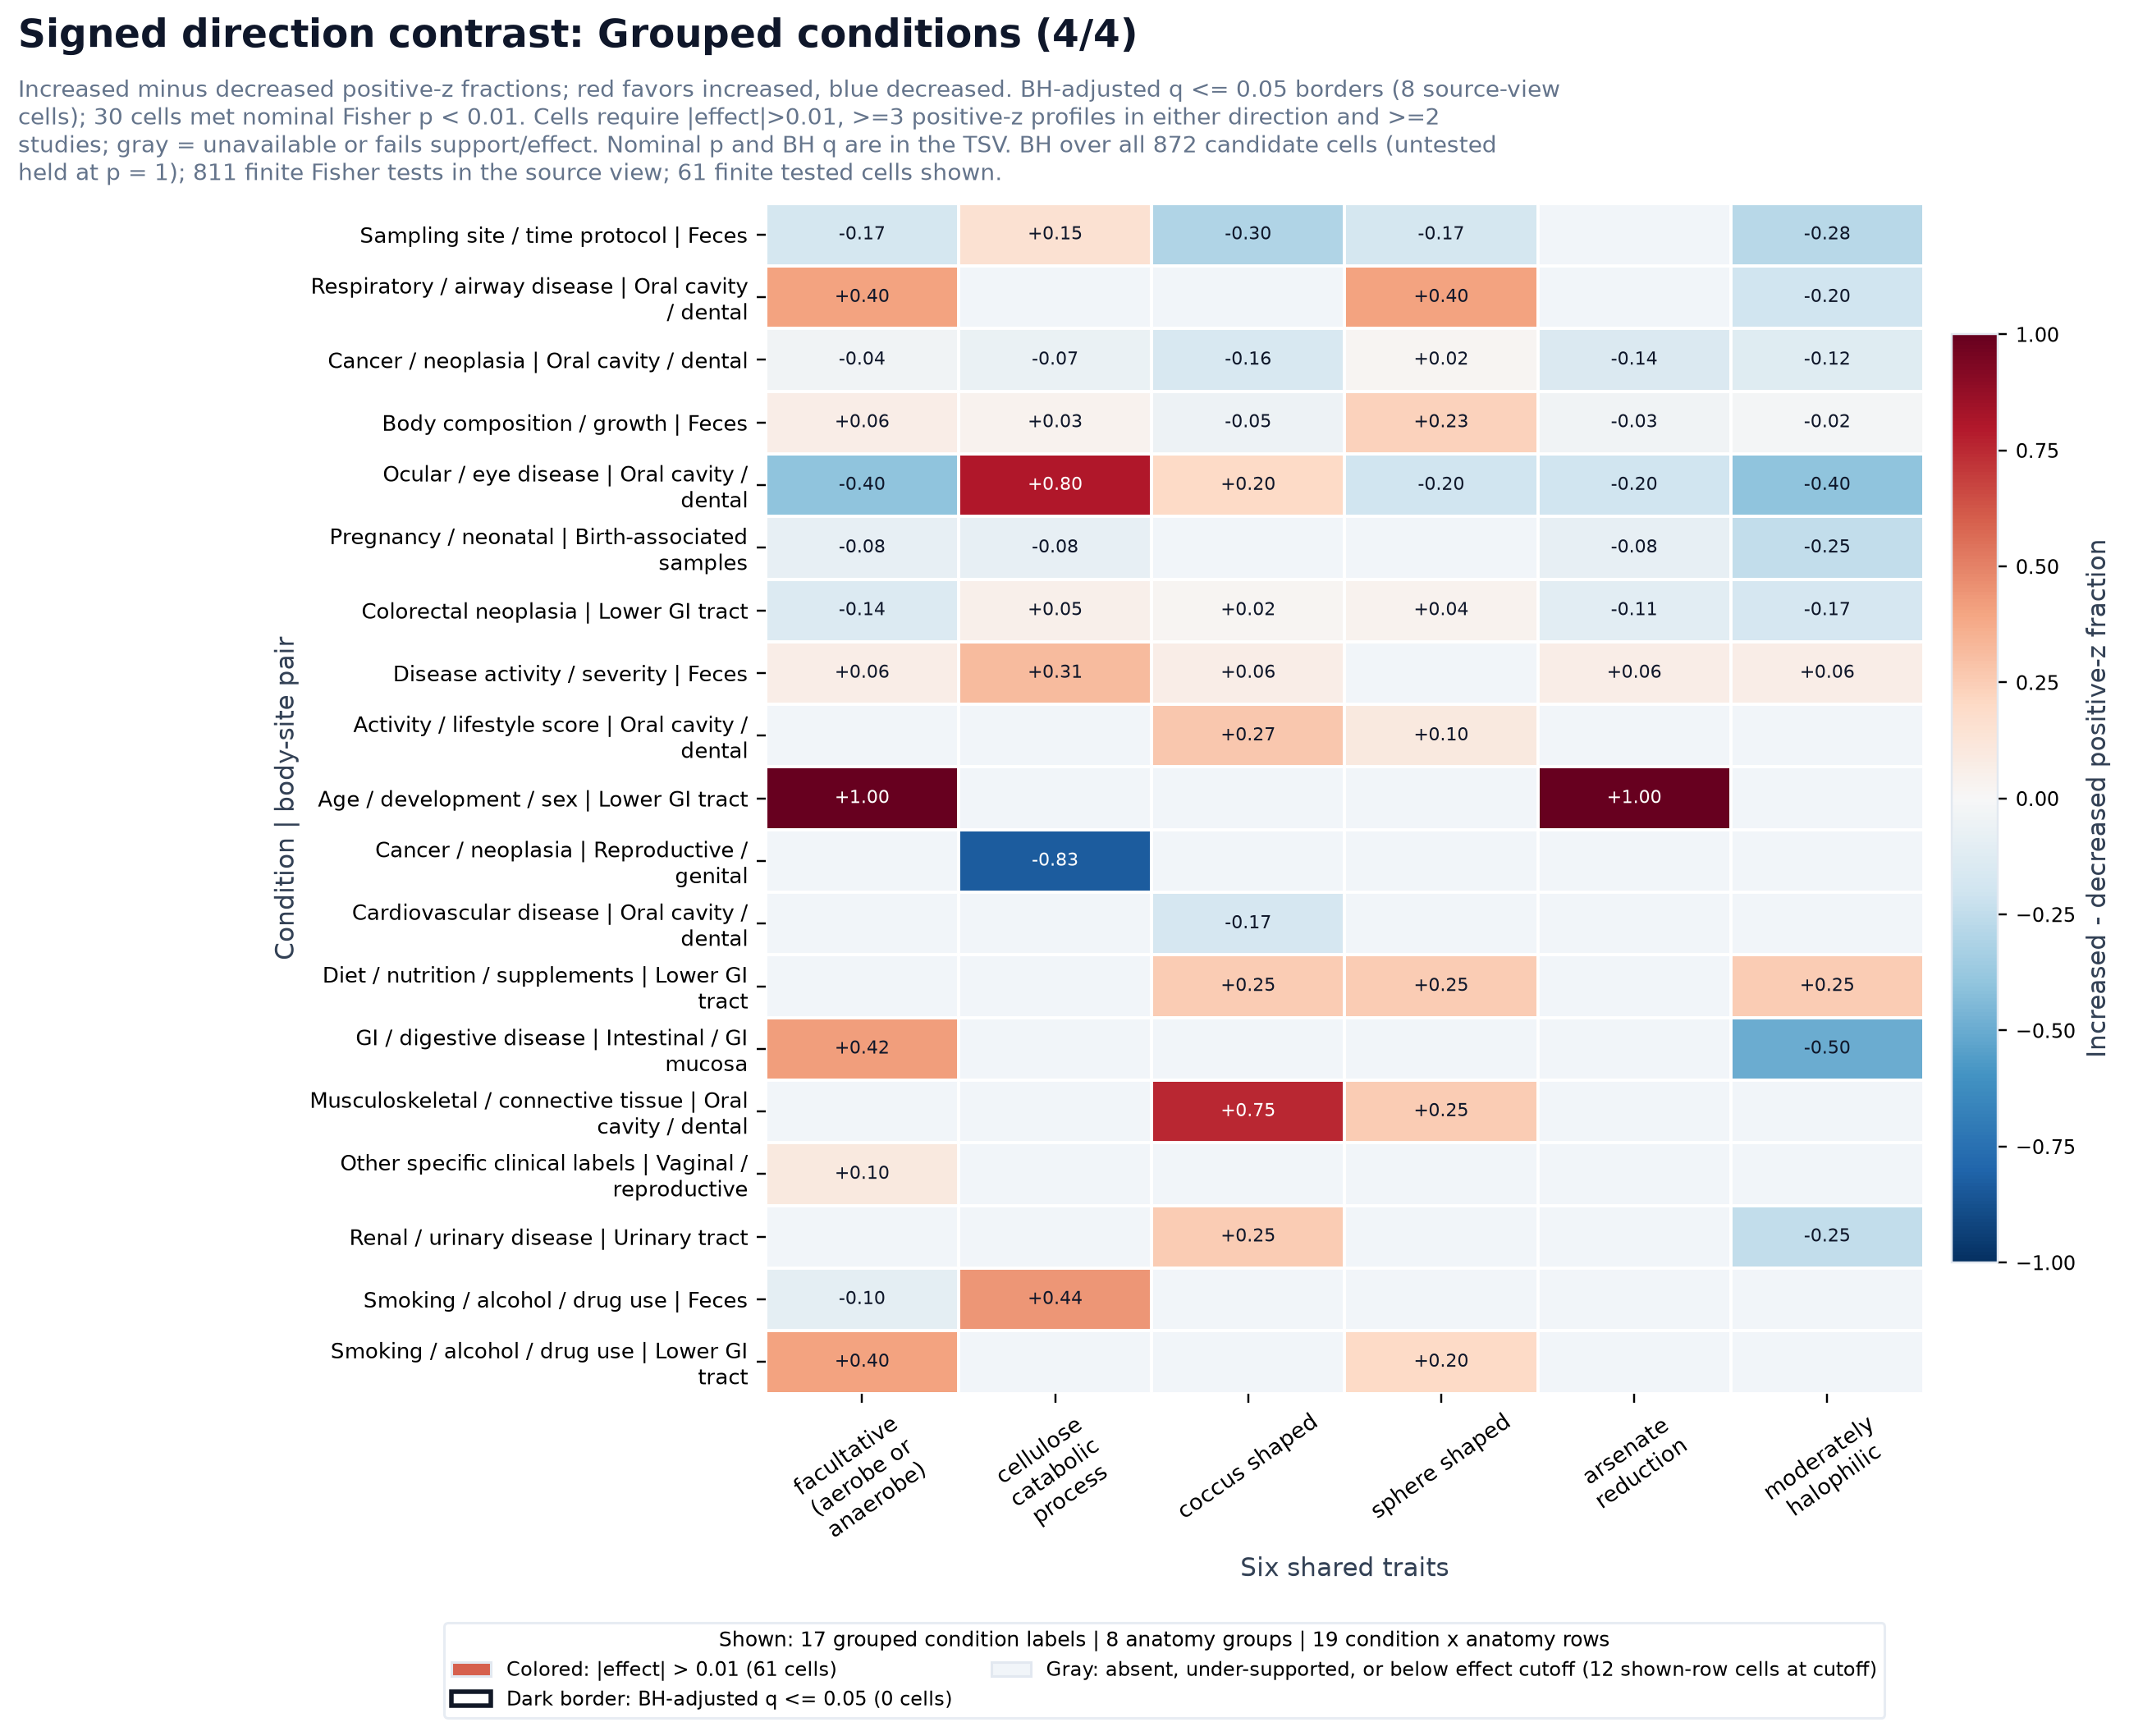 Signed direction contrast: Grouped conditions (4/4)
Increased minus decreased positive-z fractions; red favors increased, blue decreased. BH-adjusted q <= 0.05 borders (8 source-view
cells); 30 cells met nominal Fisher p < 0.01. Cells require |effect|>0.01, >=3 positive-z profiles in either direction and >=2
studies; gray = unavailable or fails support/effect. Nominal p and BH q are in the TSV. BH over all 872 candidate cells (untested
held at p = 1); 811 finite Fisher tests in the source view; 61 finite tested cells shown.
Condition | body-site pair
Sampling site / time protocol | Feces
-0.17 +0.15 -0.30 -0.17 -0.28
Respiratory / airway disease | Oral cavity
/ dental
+0.40 +0.40 -0.20
Cancer / neoplasia | Oral cavity / dental
-0.04 -0.07 -0.16 +0.02 -0.14 -0.12
Body composition / growth | Feces
+0.06 +0.03 -0.05 +0.23 -0.03 -0.02
Ocular / eye disease | Oral cavity /
dental
-0.40 +0.80 +0.20 -0.20 -0.20 -0.40
Pregnancy / neonatal | Birth-associated
samples
-0.08 -0.08 -0.08 -0.25
Colorectal neoplasia | Lower GI tract
-0.14 +0.05 +0.02 +0.04 -0.11 -0.17
Disease activity / severity | Feces
+0.06 +0.31 +0.06 +0.06 +0.06
Activity / lifestyle score | Oral cavity /
dental
+0.27 +0.10
Age / development / sex | Lower GI tract
+1.00 +1.00
Cancer / neoplasia | Reproductive /
genital
-0.83
Cardiovascular disease | Oral cavity /
dental
-0.17
Diet / nutrition / supplements | Lower GI
tract
+0.25 +0.25 +0.25
GI / digestive disease | Intestinal / GI
mucosa
+0.42 -0.50
Musculoskeletal / connective tissue | Oral
cavity / dental
+0.75 +0.25
Other specific clinical labels | Vaginal /
reproductive
+0.10
Renal / urinary disease | Urinary tract
+0.25 -0.25
Smoking / alcohol / drug use | Feces
-0.10 +0.44
Smoking / alcohol / drug use | Lower GI
tract
+0.40 +0.20
facultative
(aerobe or
anaerobe)
cellulose
catabolic
process
coccus shaped
sphere shaped
arsenate
reduction
moderately
halophilic
Six shared traits
1.00
0.75
0.50
0.25
0.00
−0.25
−0.50
−0.75
−1.00
Increased - decreased positive-z fraction
Shown: 17 grouped condition labels | 8 anatomy groups | 19 condition x anatomy rows
Colored: |effect| > 0.01 (61 cells)
Dark border: BH-adjusted q <= 0.05 (0 cells)
Gray: absent, under-supported, or below effect cutoff (12 shown-row cells at cutoff)